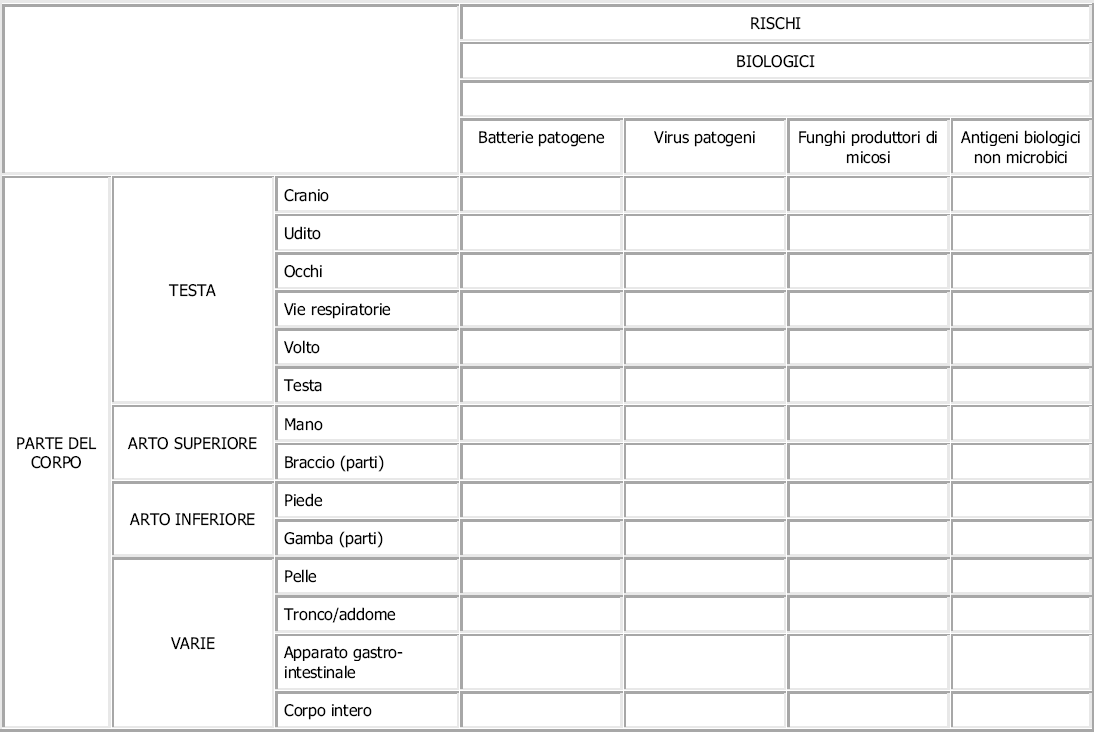 RISCHI
BIOLOGICI
Batterie patogene
Virus patogeni
Funghi produttori di
micosi
Antigeni biologici
non microbici
PARTE DEL
CORPO
TESTA
Cranio
Udito
Occhi
Vie respiratorie
Volto
Testa
ARTO SUPERIORE
Mano
Braccio (parti)
ARTO INFERIORE
Piede
Gamba (parti)
VARIE
Pelle
Tronco/addome
Apparato gastro-
intestinale
Corpo intero